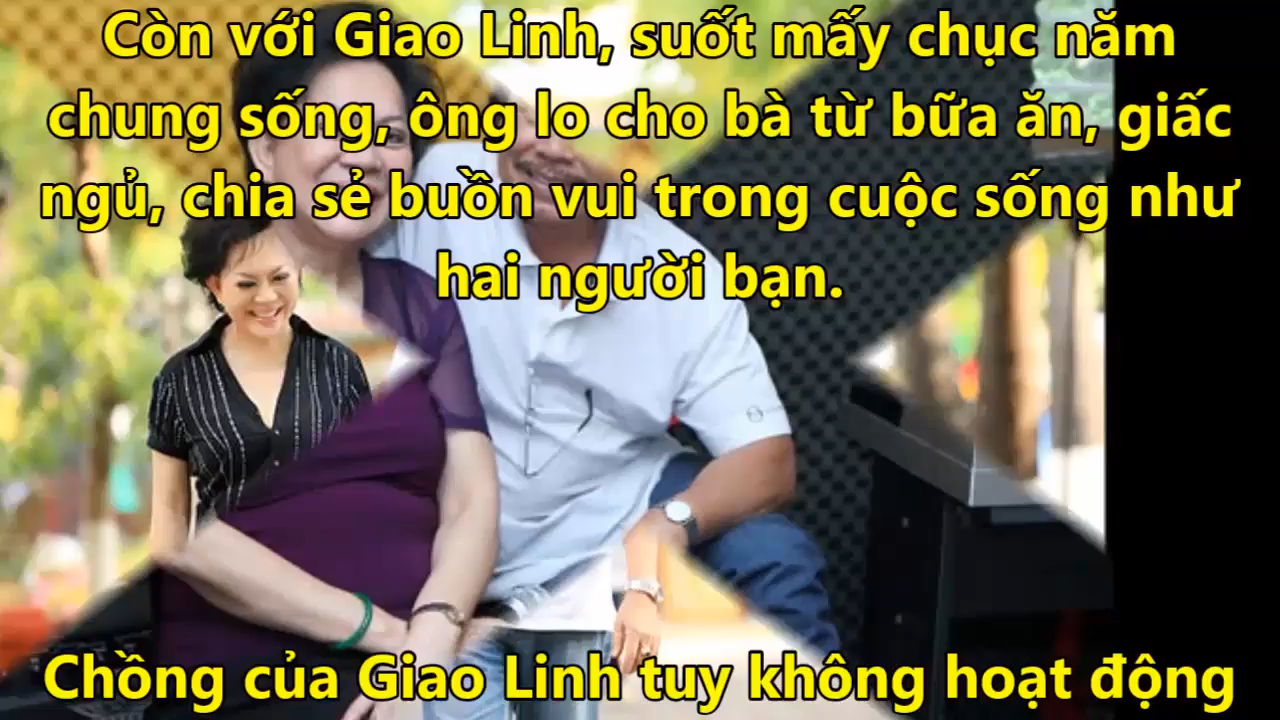 Còn với Giao Linh, suốt mấy chục năm
chung sống, ông lo cho bà từ bữa ăn, giấc
ngủ, chia sẻ buồn vui trong cuộc sống như
hai người bạn.
Chồng của Giao Linh tuy không hoạt động